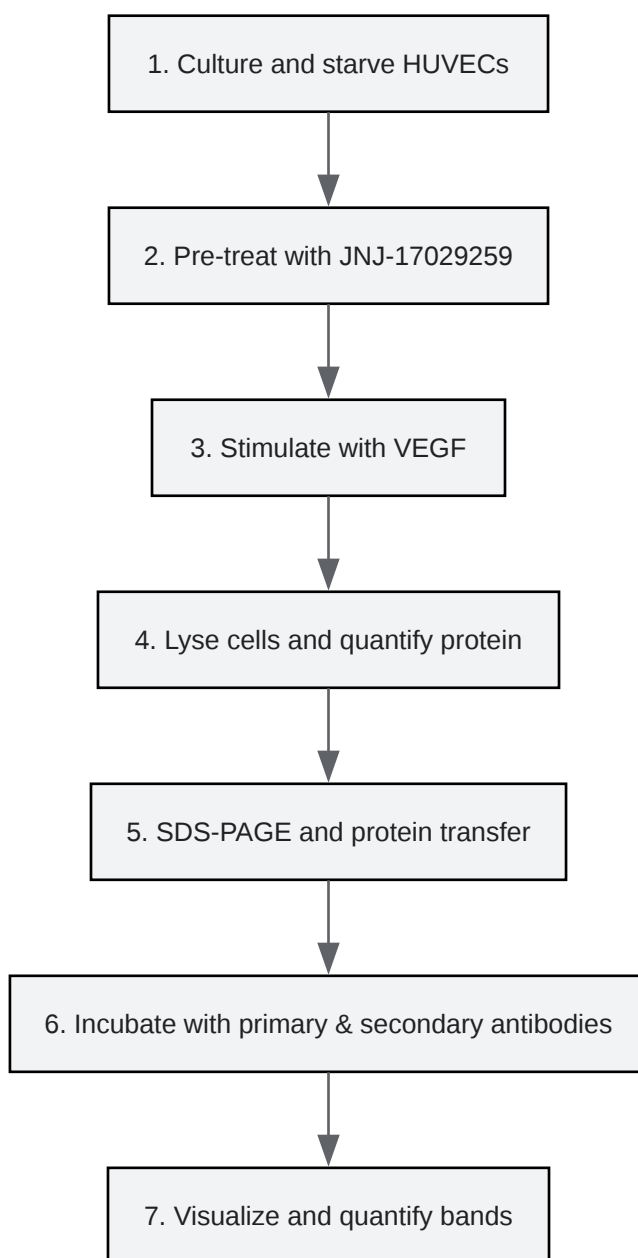 1. Culture and starve HUVECs
2. Pre-treat with JNJ-17029259
3. Stimulate with VEGF
4. Lyse cells and quantify protein
5. SDS-PAGE and protein transfer
6. Incubate with primary & secondary antibodies
7. Visualize and quantify bands